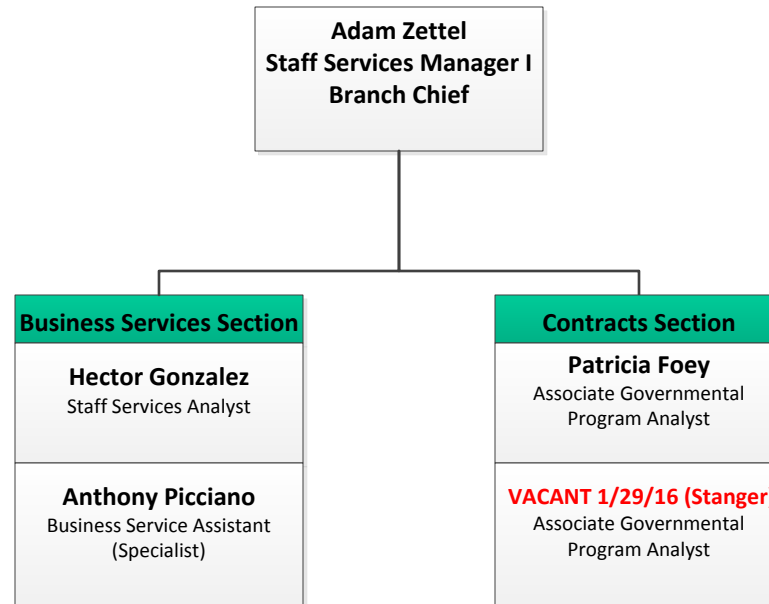 Adam Zettel
Staff Services Manager I
Branch Chief
Business Services Section
Hector Gonzalez
Staff Services Analyst
Anthony Picciano
Business Service Assistant
(Specialist)
Contracts Section
Patricia Foey
Associate Governmental
Program Analyst
VACANT 1/29/16 (Stanger
Associate Governmental
Program Analyst